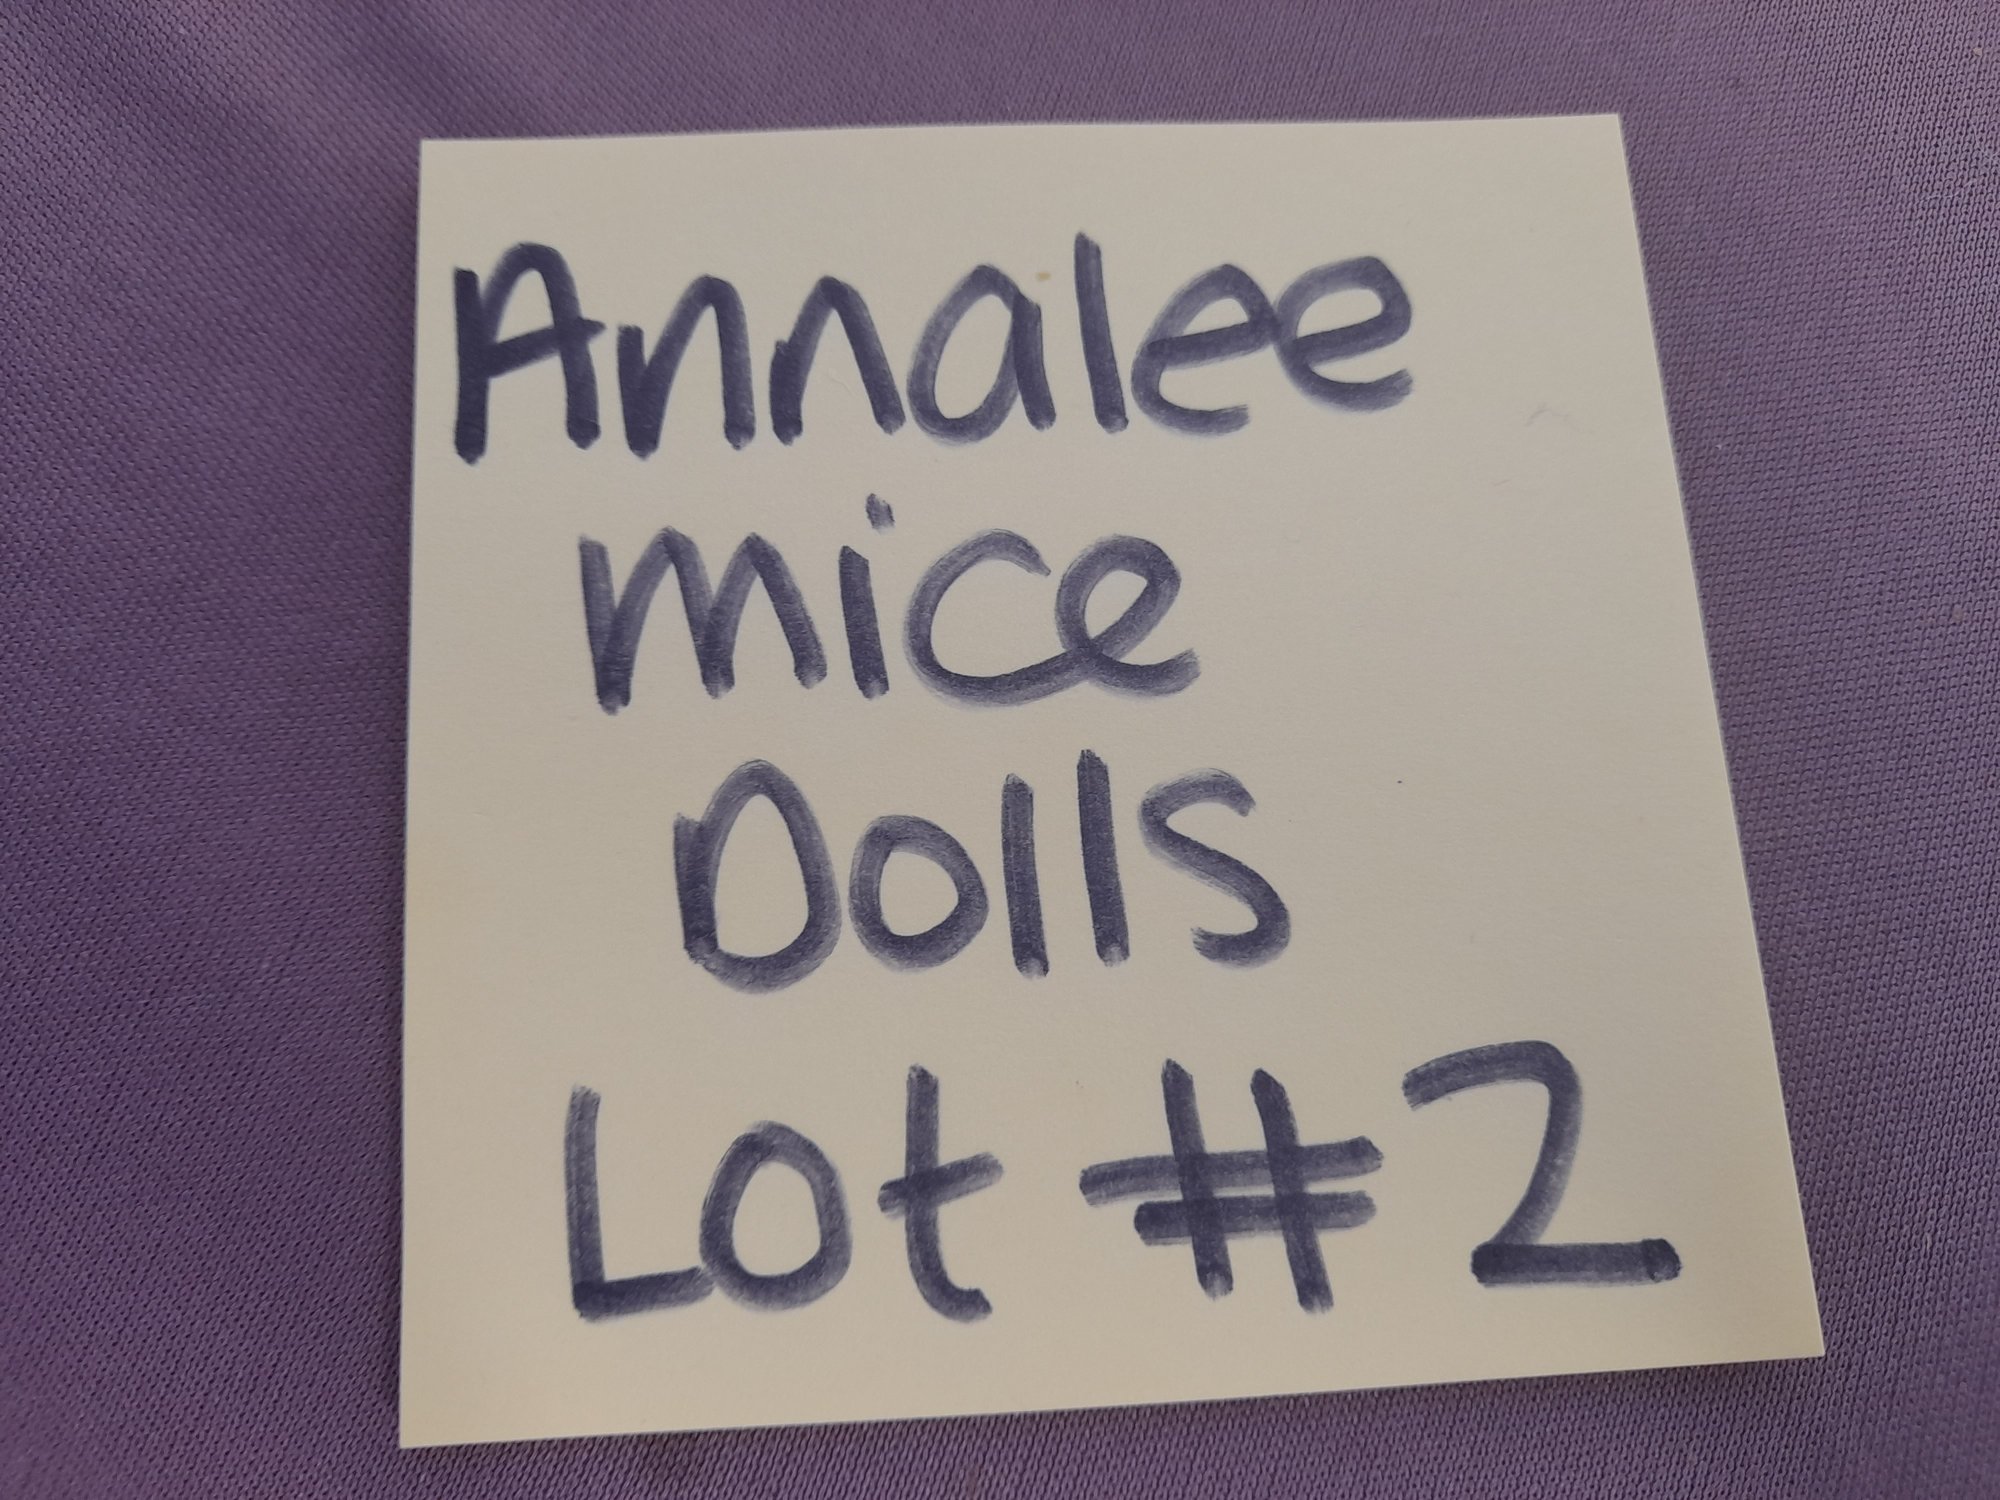 Annalee
mice
Dolls
Lot #2